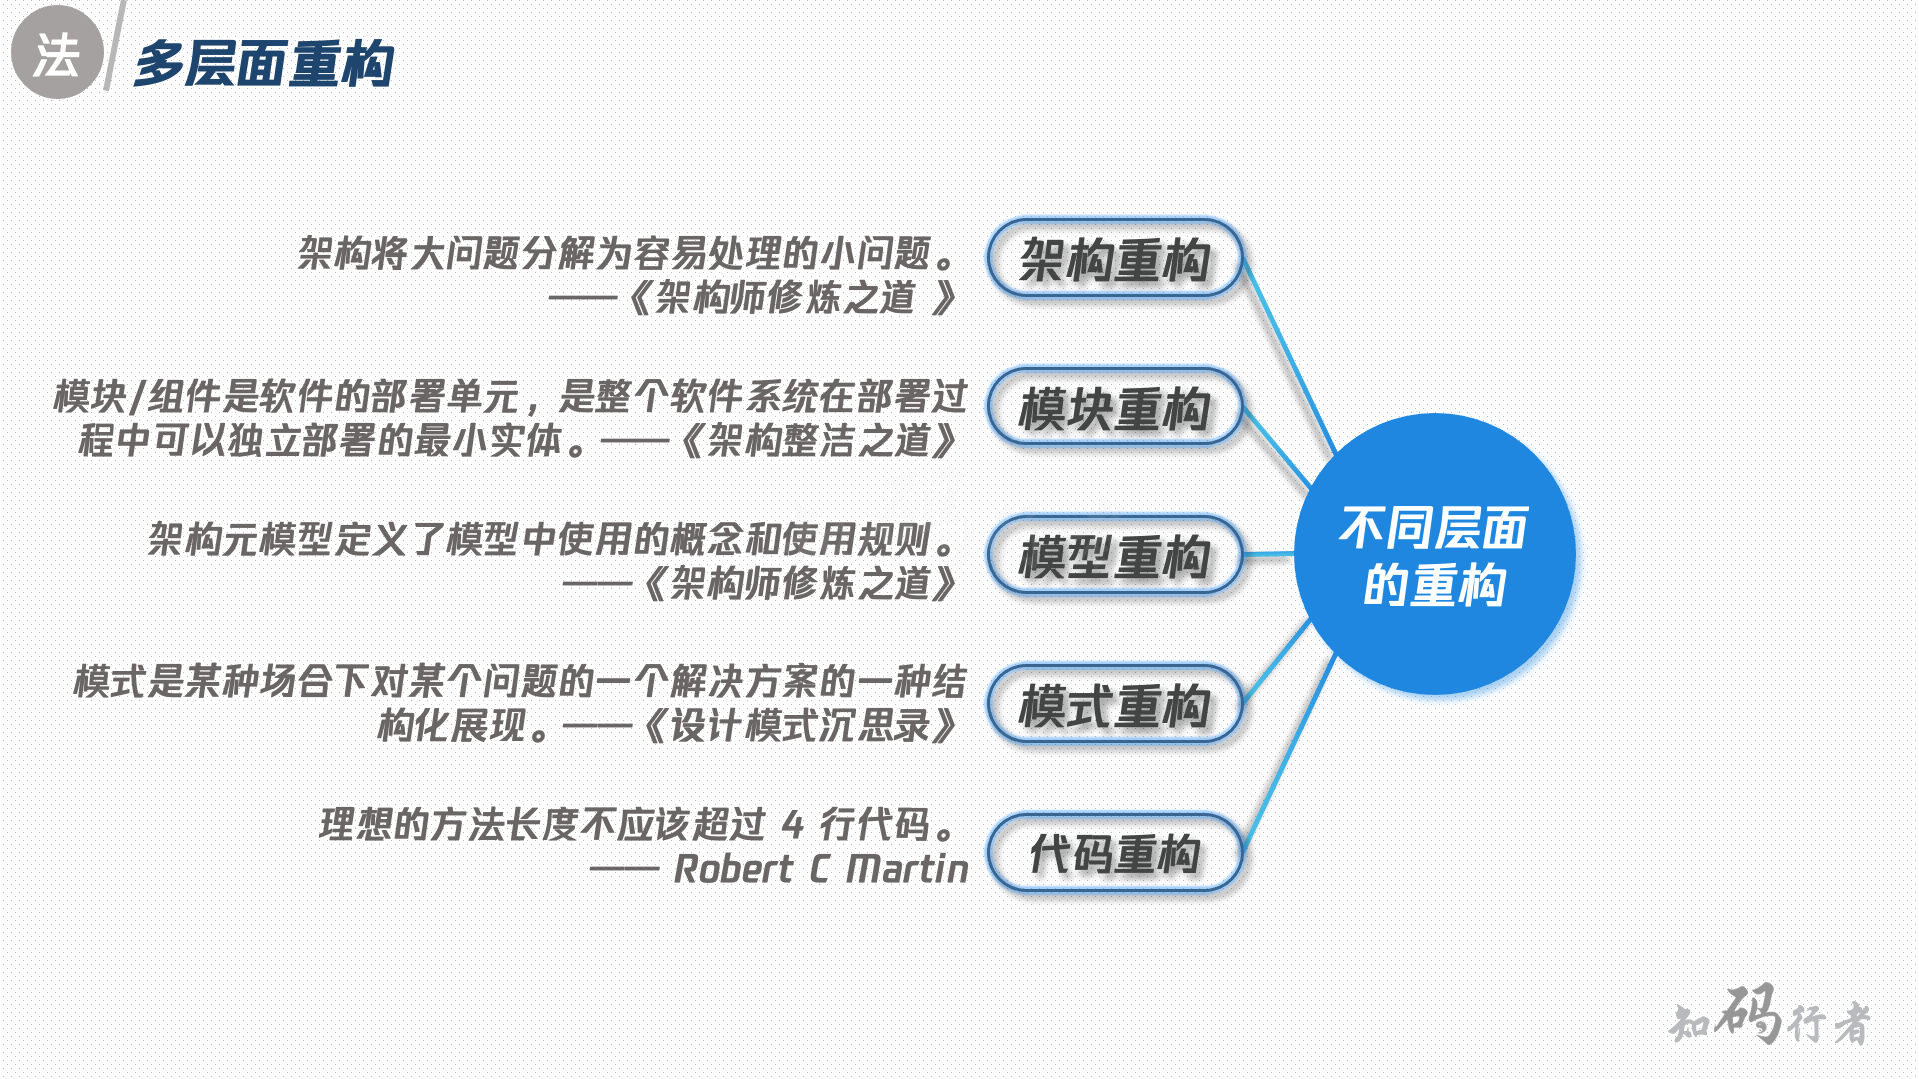 法
多层面重构
架构将大问题分解为容易处理的小问题。
——《架构师修炼之道 》
架构重构
模块/组件是软件的部署单元，是整个软件系统在部署过
程中可以独立部署的最小实体。——《架构整洁之道》
模块重构
架构元模型定义了模型中使用的概念和使用规则。
——《架构师修炼之道》
模型重构
模式是某种场合下对某个问题的一个解决方案的一种结
构化展现。——《设计模式沉思录》
模式重构
理想的方法长度不应该超过 4 行代码。
—— Robert C Martin
代码重构
不同层面
的重构
知码行者